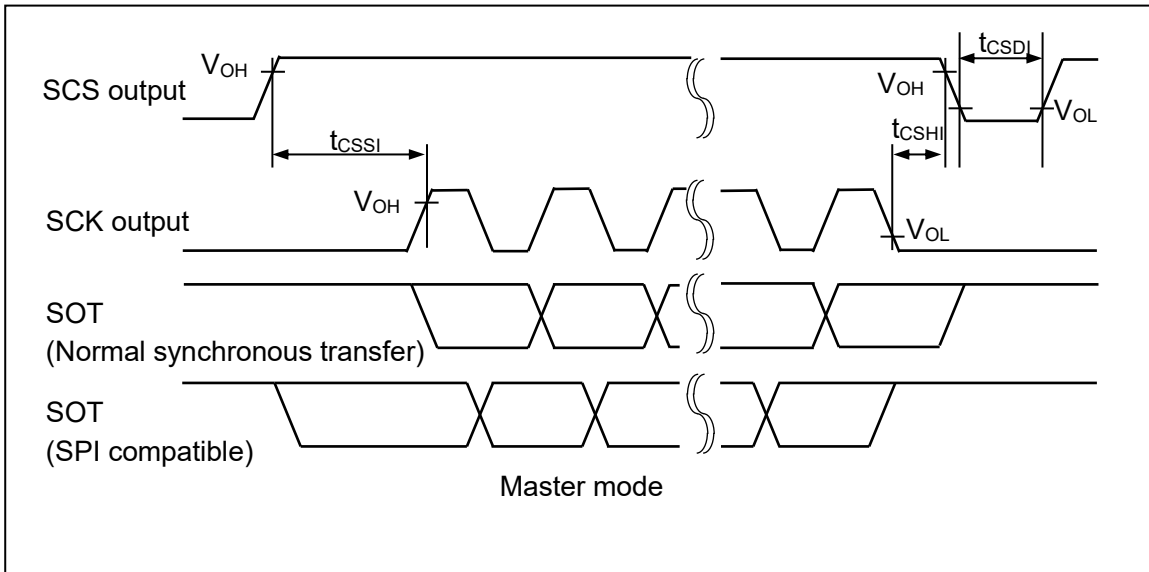 tCSDI
VOH
SCS output
VOH
VOL
tCSSI
tCSHI
VOH
SCK output
VOL
SOT
(Normal synchronous transfer)
SOT
(SPI compatible)
Master mode